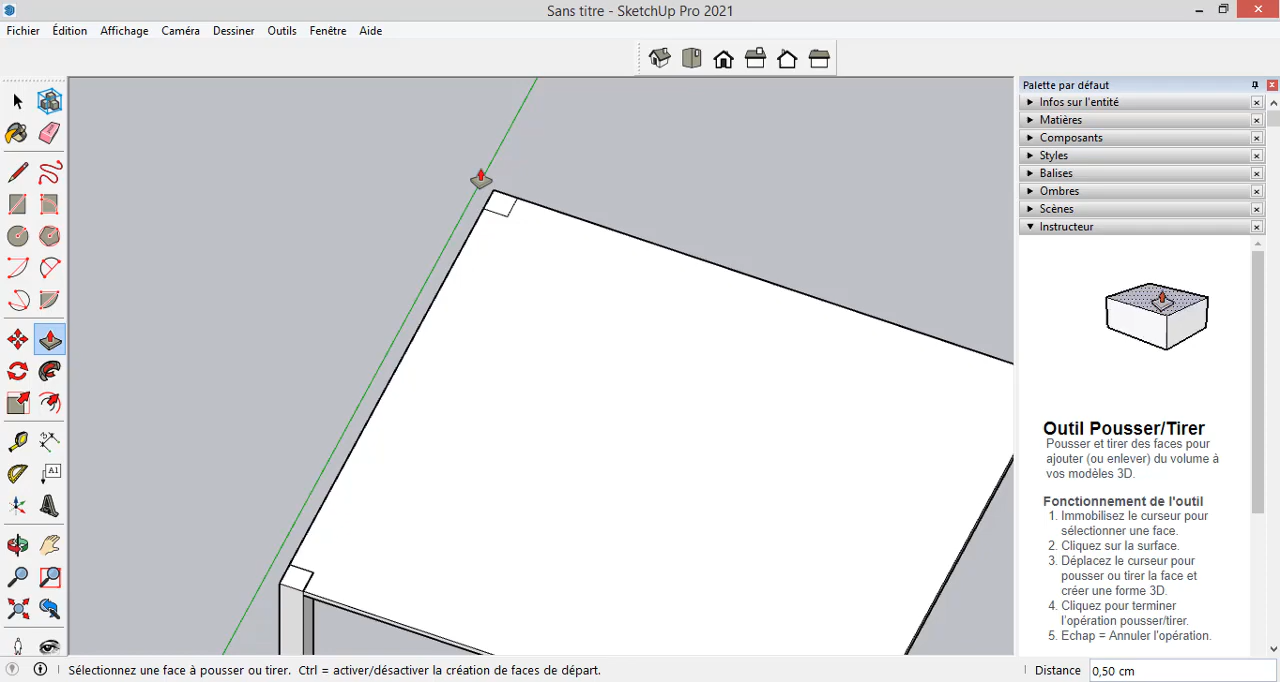 Sans titre - SketchUp Pro 2021
Fichier Édition Affichage Caméra Dessiner Outils Fenêtre Aide
Palette par défaut
Infos sur l'entité
Matières
Composants
Styles
Balises
Ombres
Scènes
Instructeur
A1
Outil Pousser/Tirer
Pousser et tirer des faces pour
ajouter (ou enlever) du volume à
vos modèles 3D.
Fonctionnement de l'outil
1. Immobilisez le curseur pour
sélectionner une face.
2. Cliquez sur la surface.
3. Déplacez le curseur pour
pousser ou tirer la face et
créer une forme 3D.
4. Cliquez pour terminer
l'opération pousser/tirer.
5. Echap = Annuler l'opération.
Sélectionnez une face à pousser ou tirer. Ctrl = activer/désactiver la création de faces de départ.
Distance 0,50 cm